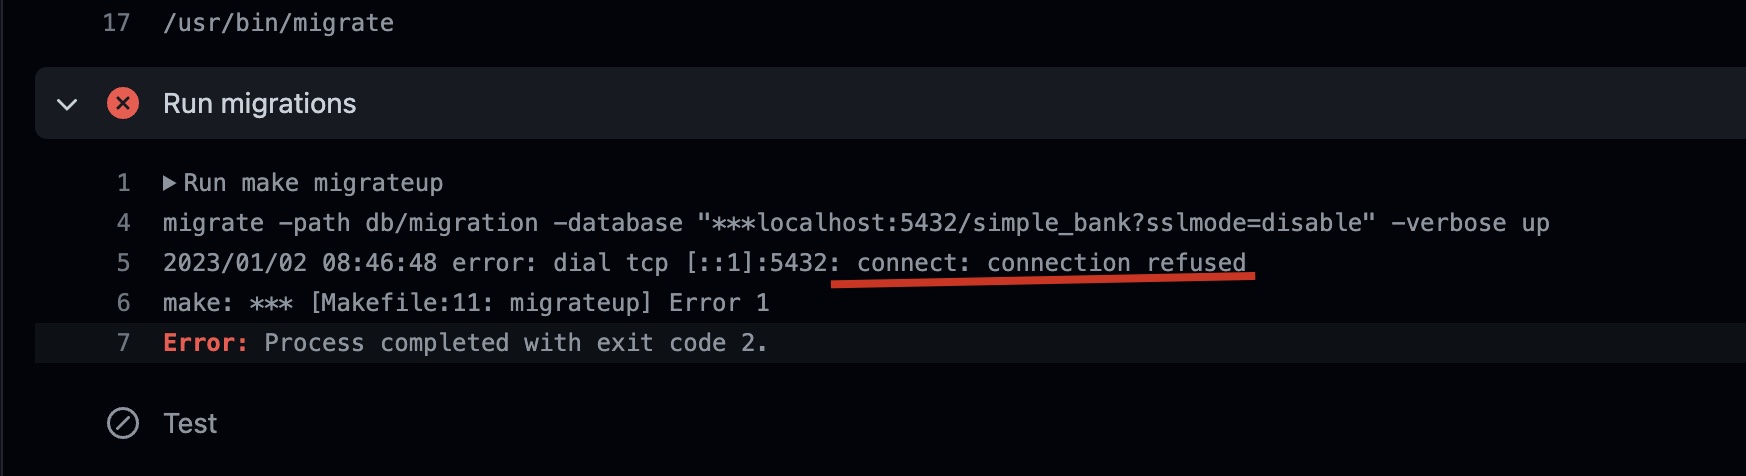 17 /usr/bin/migrate
Run migrations
1 ▶ Run make migrateup
4 migrate -path db/migration -database "***localhost:5432/simple_bank?sslmode=disable" -verbose up
5 2023/01/02 08:46:48 error: dial tcp [::1]:5432: connect: connection refused
6 make: *** [Makefile:11: migrateup] Error 1
7 Error: Process completed with exit code 2.
Test